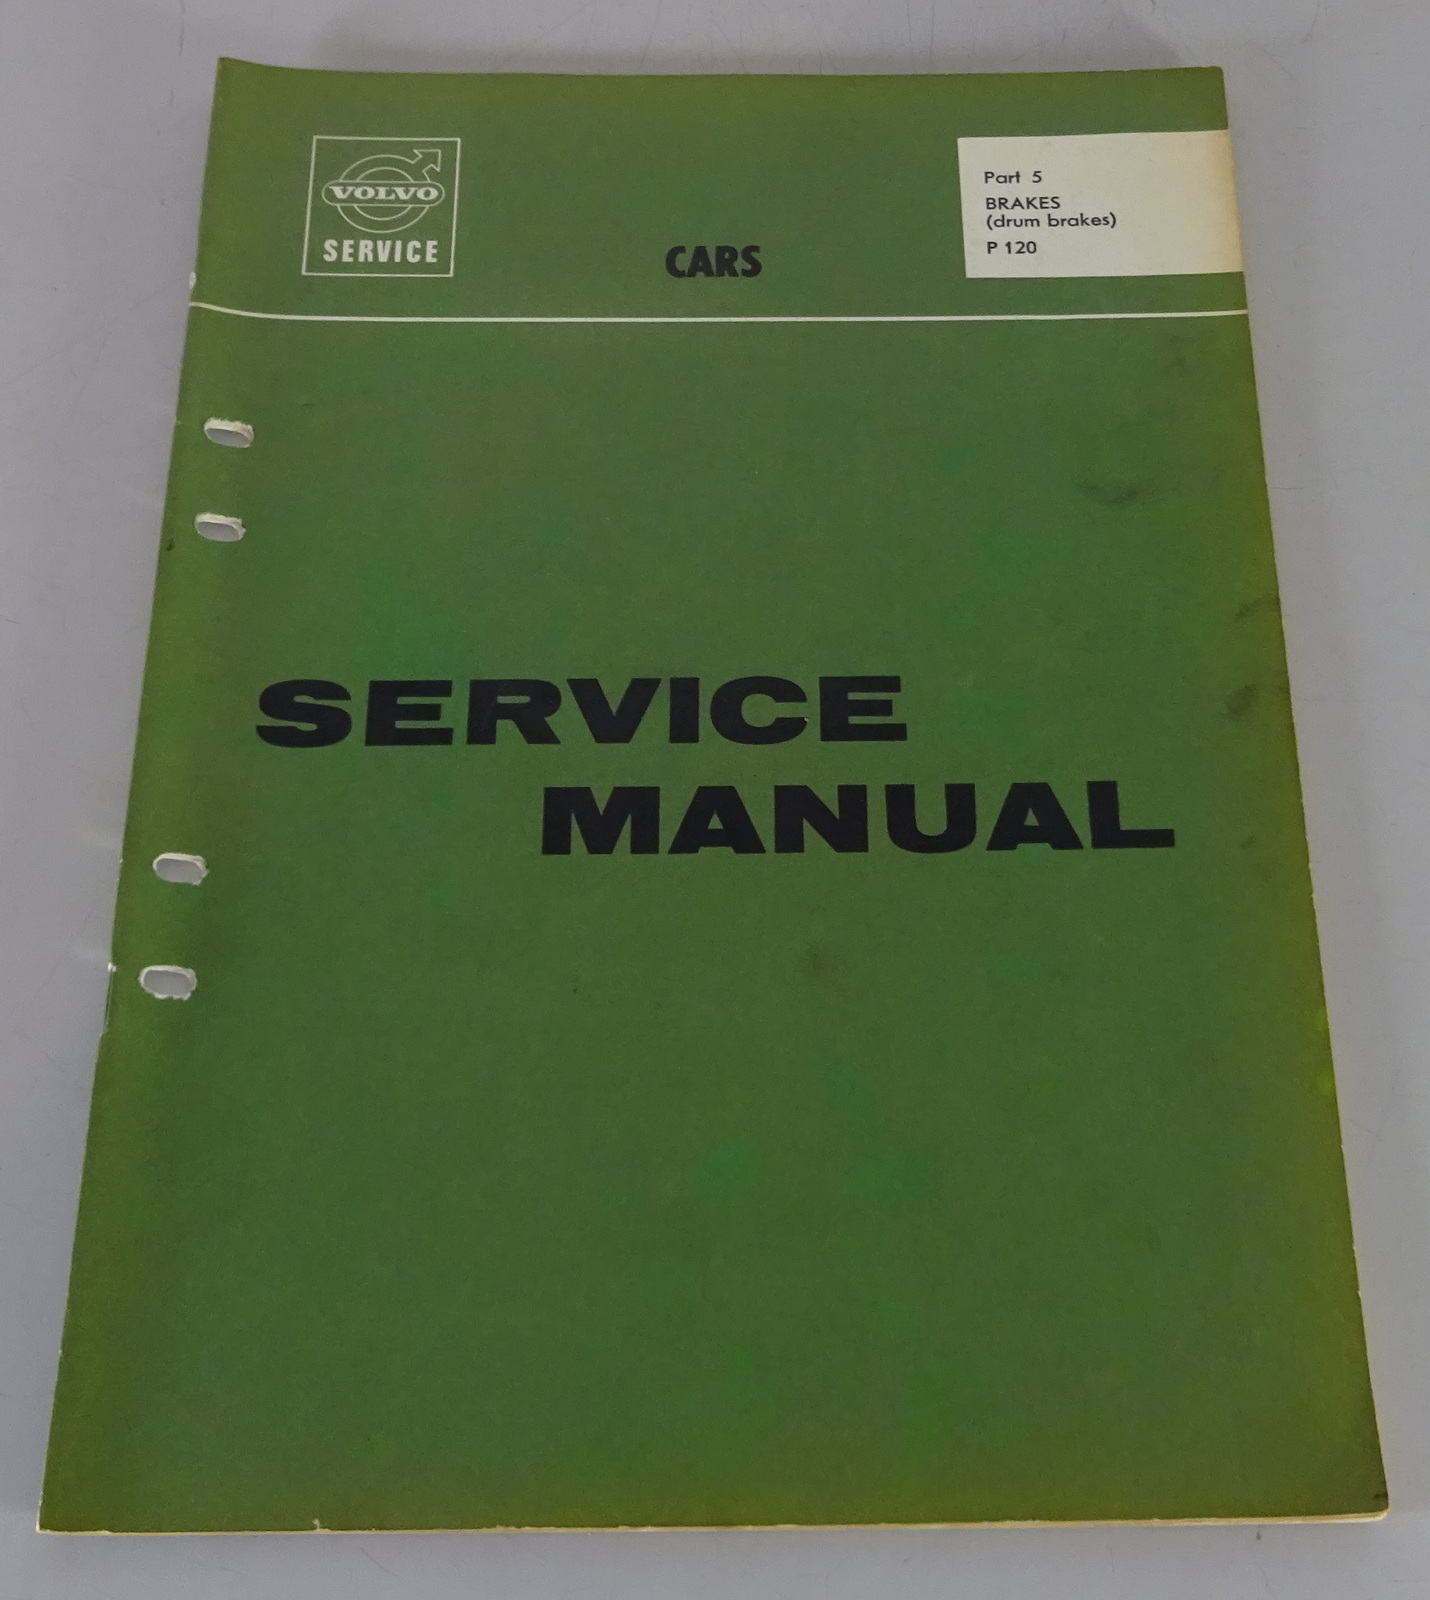 VOLVO
SERVICE
CARS
Part 5
BRAKES
(drum brakes)
P 120
SERVICE
MANUAL